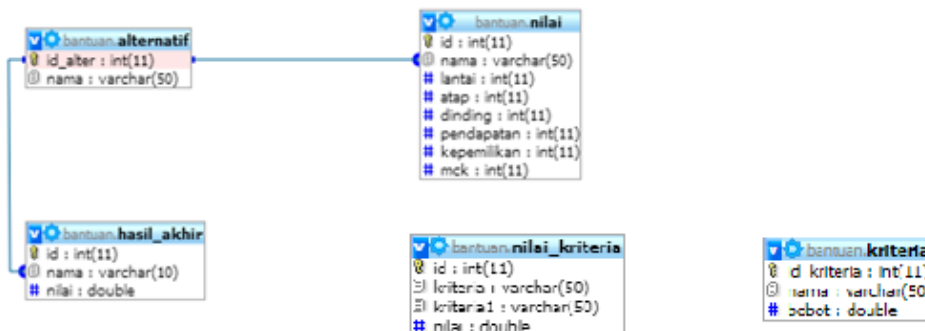 bantuan.alternatif
id_alter : int(11)
nama : varchar(50)
bantuan.nilai
id : int(11)
nama : varchar(50)
# lantai : int(11)
# atap : int(11)
# dinding : int(11)
# pendapatan : int(11)
# kepemilikan : int(11)
# mck : int(11)
bantuan.hasil_akhir
id : int(11)
nama : varchar(10)
# nilai : double
bantuan.nilai_kriteria
id : int(11)
kriteria : varchar(50)
kriteria1 : varchar(50)
# nilai : double
bantuan.kriteria
id_kriteria : int(11)
nama : varchar(50
# bobot : double